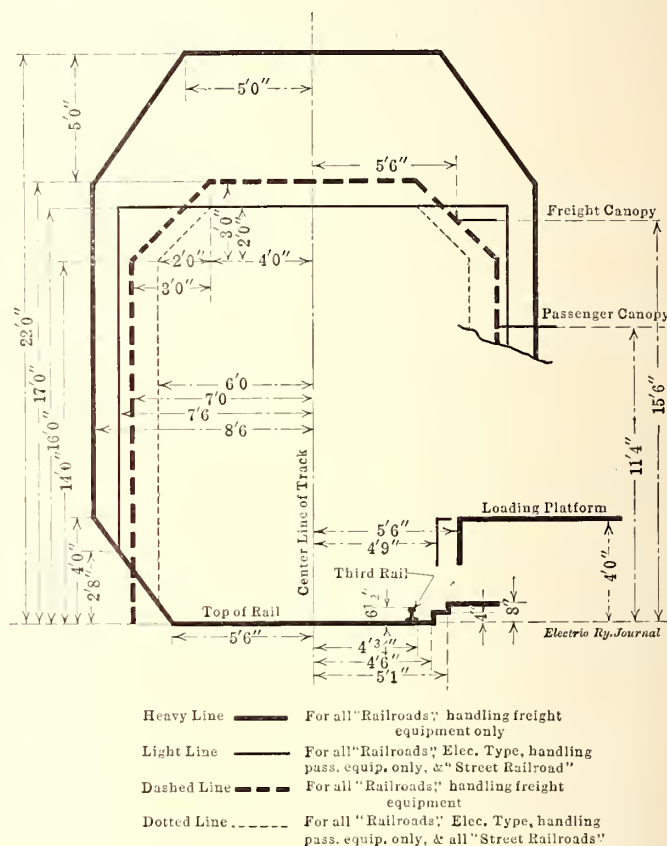 5'0"
5'0"
5'6"
Freight Canopy
3'0"
2'0"
2'0"
4'0"
3'0"
Passenger Canopy
22'0"
17'0"
16'0"
14'0"
6'0
7'0
7'6
8'6
15'6"
11'4"
Center Line of Track
Loading Platform
5'6"
4'9"
4'0"
2'8"
Third Rail
4'0"
6½"
Top of Rail
4"
8"
5'6"
Electric Ry. Journal
4'3¾"
4'6"
5'1"
Heavy Line For all "Railroads", handling freight
equipment only
Light Line For all "Railroads", Elec. Type, handling
pass. equip. only, &" Street Railroad"
Dashed Line For all "Railroads", handling freight
equipment
Dotted Line For all "Railroads", Elec. Type, handling
pass. equip. only, & all "Street Railroads"